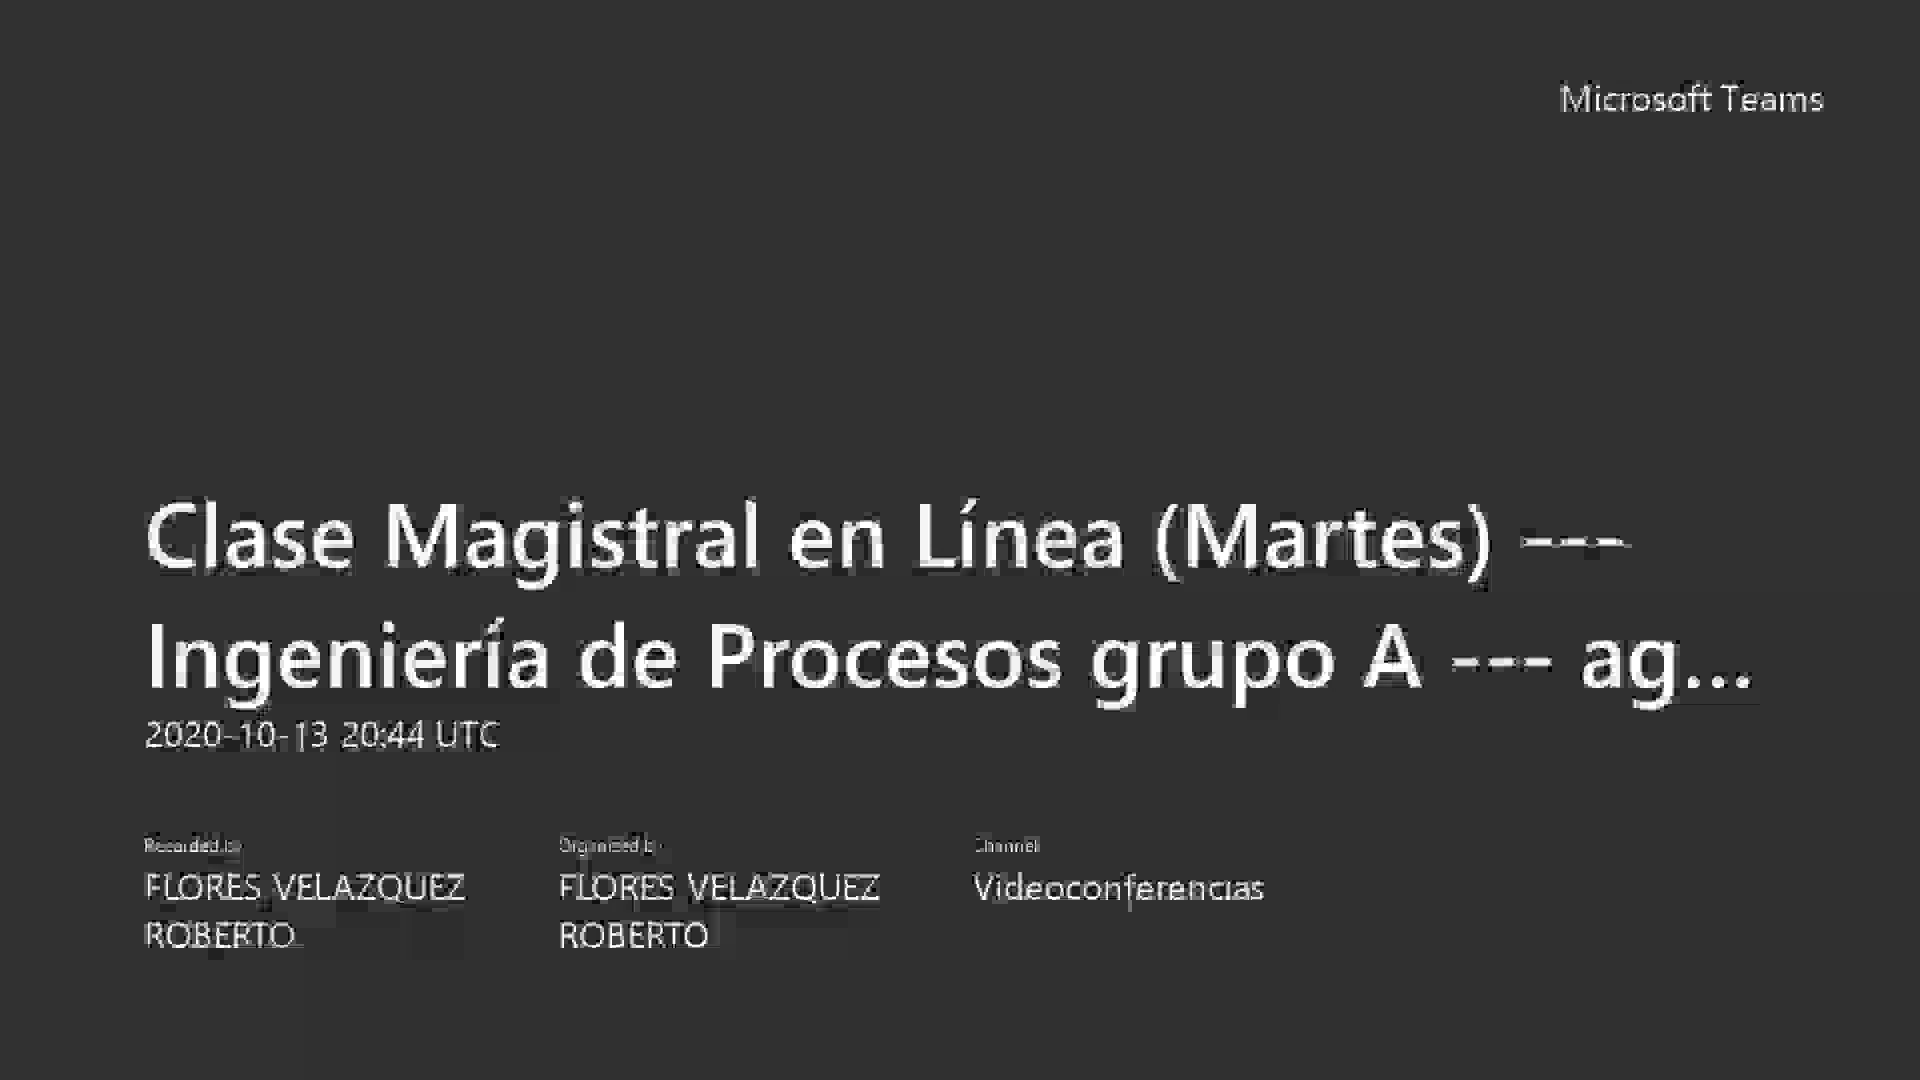 Microsoft Teams
Clase Magistral en Línea (Martes) ---
Ingeniería de Procesos grupo A --- ag...
2020-10-13 20:44 UTC
Recorded by
Organized by
Channel
FLORES VELAZQUEZ
ROBERTO
FLORES VELAZQUEZ
ROBERTO
Videoconferencias